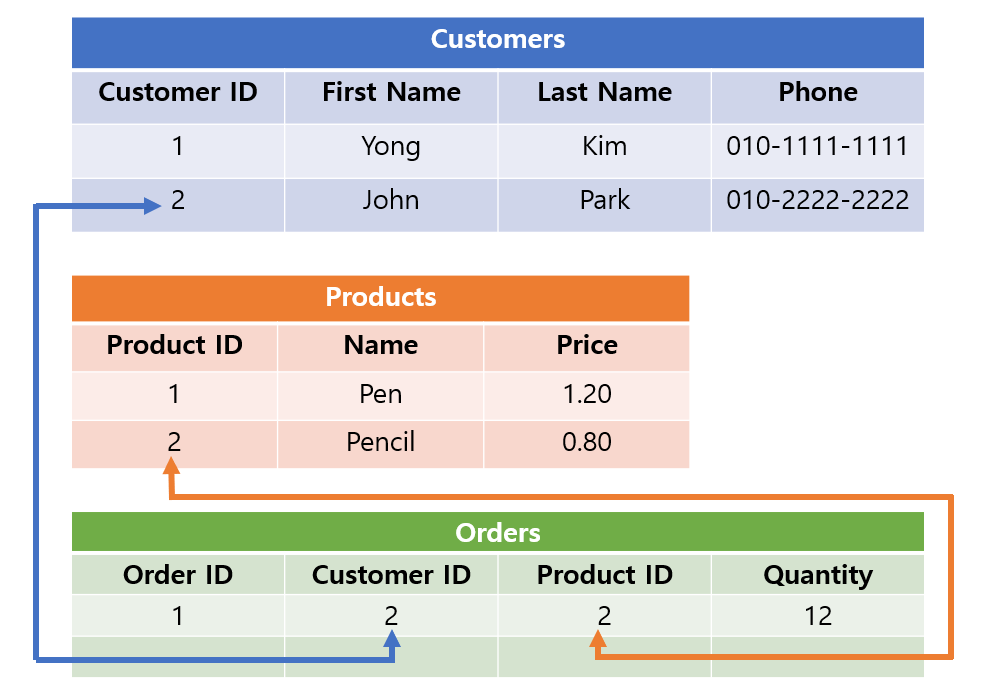 Customers
Customer ID First Name Last Name Phone
1 Yong Kim 010-1111-1111
2 John Park 010-2222-2222
Products
Product ID Name Price
1 Pen 1.20
2 Pencil 0.80
Orders
Order ID Customer ID Product ID Quantity
1 2 2 12